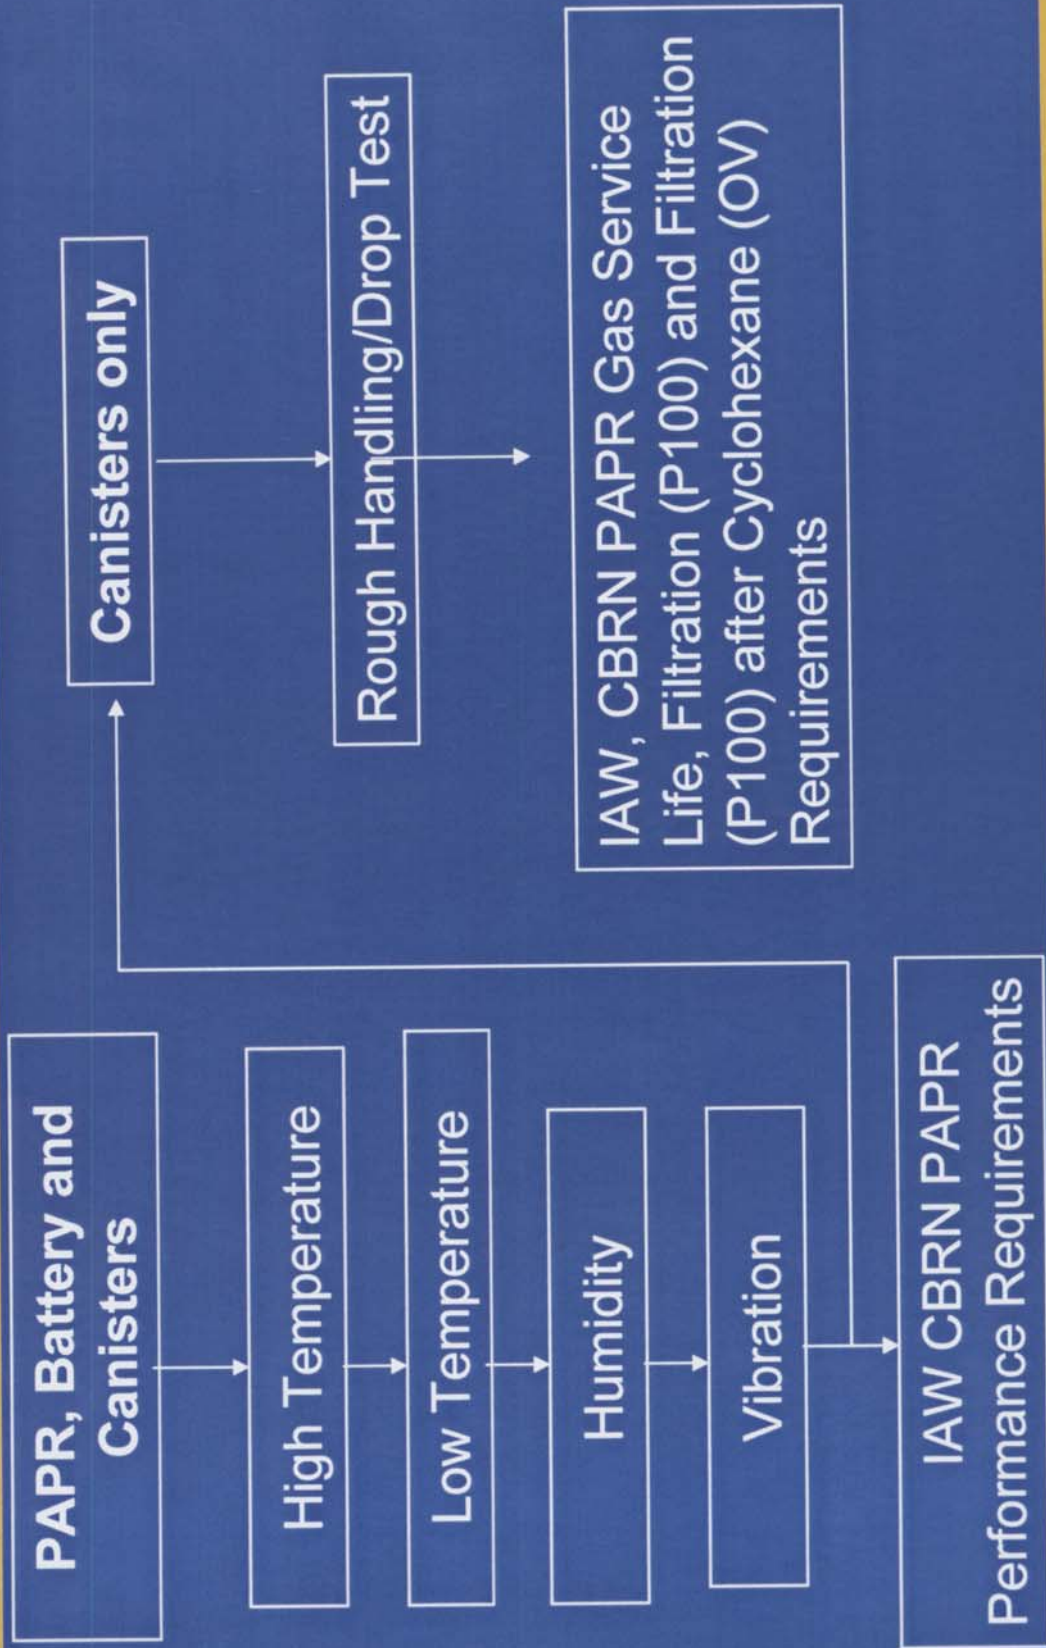 PAPR, Battery and
Canisters
High Temperature
Low Temperature
Humidity
Vibration
IAW CBRN PAPR
Performance Requirements
Canisters only
Rough Handling/Drop Test
IAW, CBRN PAPR Gas Service
Life, Filtration (P100) and Filtration
(P100) after Cyclohexane (OV)
Requirements